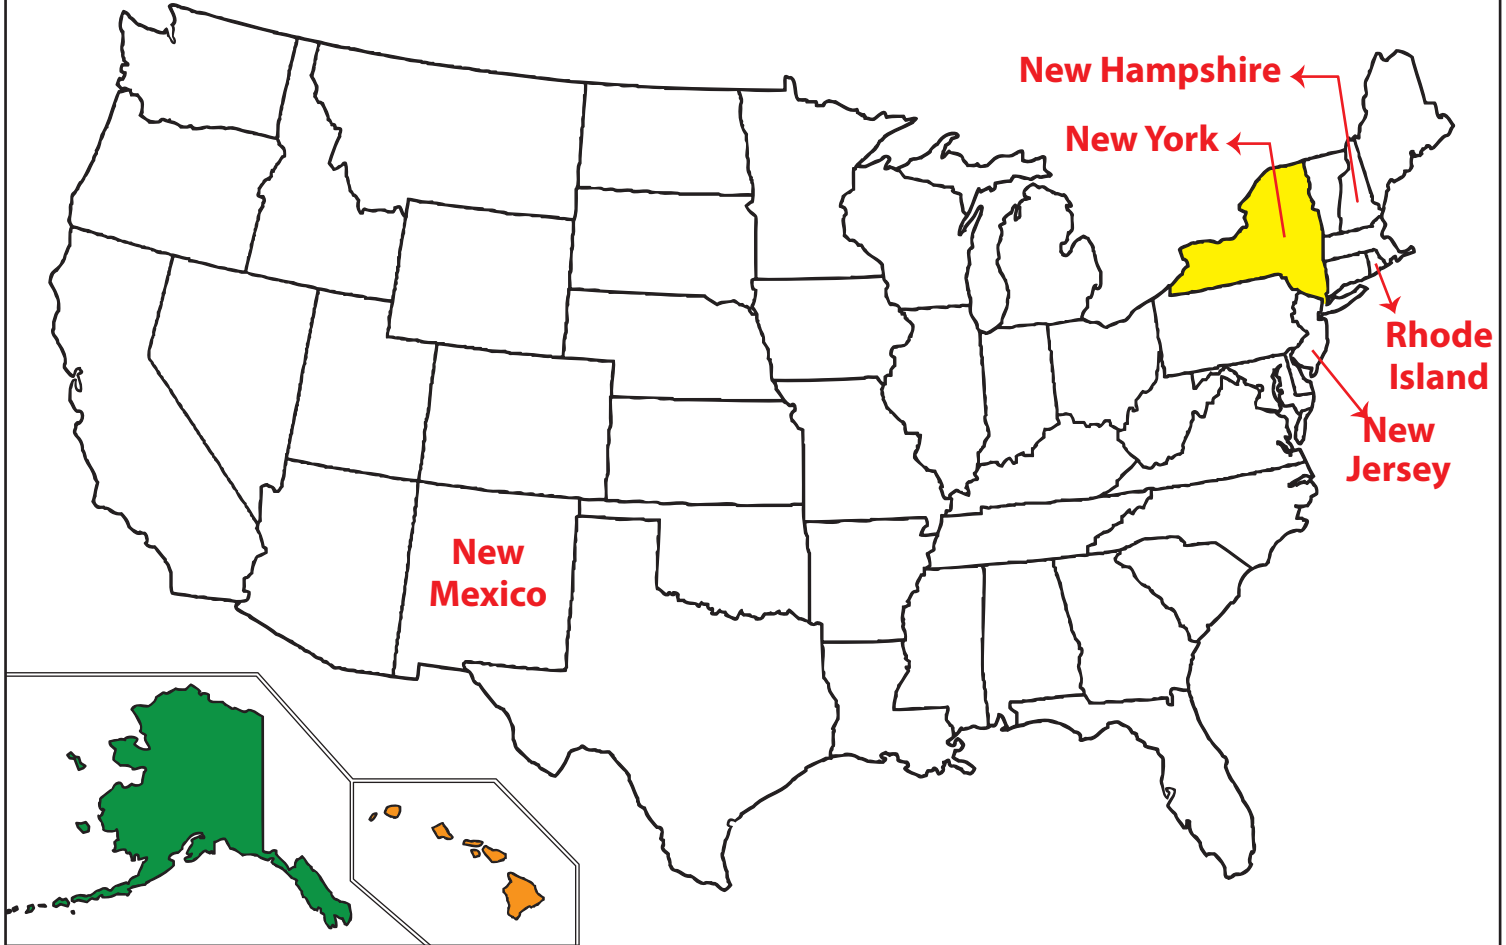 New Hampshire
New York
Rhode
Island
New
Jersey
New
Mexico